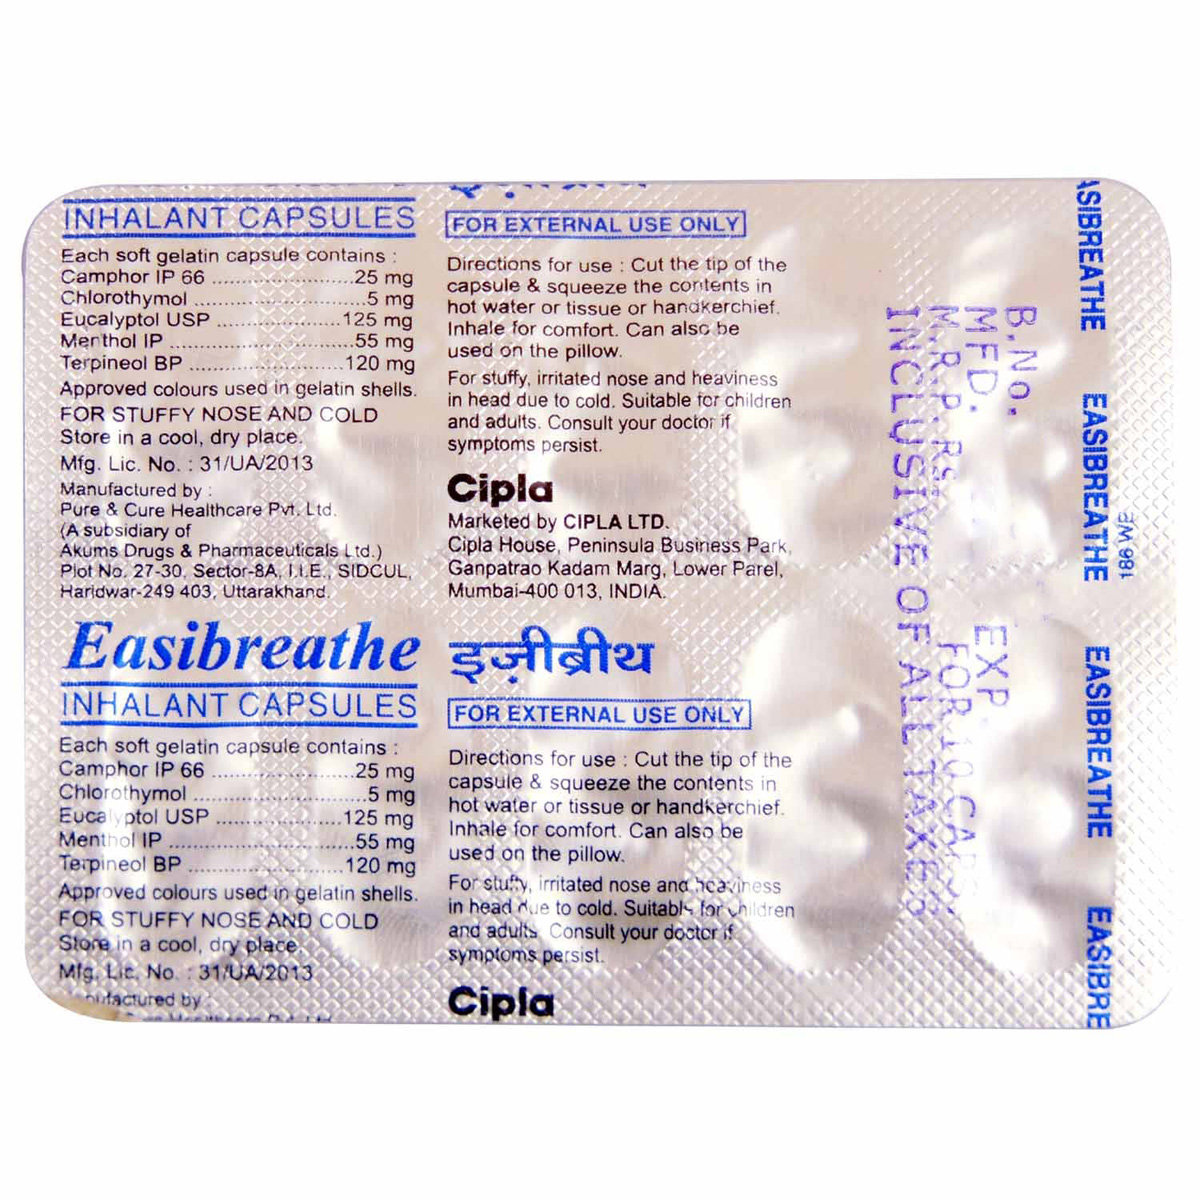 INHALANT CAPSULES
Each soft gelatin capsule contains :
Camphor IP 66 ........................25 mg
Chlorothymol .............................5 mg
Eucalyptol USP .....................125 mg
Menthol IP ...............................55 mg
Terpineol BP ..........................120 mg
Approved colours used in gelatin shells.
FOR STUFFY NOSE AND COLD
Store in a cool, dry place.
Mfg. Lic. No. : 31/UA/2013
Manufactured by :
Pure & Cure Healthcare Pvt. Ltd.
(A subsidiary of
Akums Drugs & Pharmaceuticals Ltd.)
Plot No. 27-30, Sector-8A, I.I.E., SIDCUL,
Haridwar-249 403, Uttarakhand.
FOR EXTERNAL USE ONLY
Directions for use : Cut the tip of the
capsule & squeeze the contents in
hot water or tissue or handkerchief.
Inhale for comfort. Can also be
used on the pillow.
For stuffy, irritated nose and heaviness
in head due to cold. Suitable for children
and adults. Consult your doctor if
symptoms persist.
Cipla
Marketed by CIPLA LTD.
Cipla House, Peninsula Business Park,
Ganpatrao Kadam Marg, Lower Parel,
Mumbai-400 013, INDIA.
Easibreathe
INHALANT CAPSULES
Each soft gelatin capsule contains :
Camphor IP 66 ........................25 mg
Chlorothymol .............................5 mg
Eucalyptol USP .....................125 mg
Menthol IP ...............................55 mg
Terpineol BP ..........................120 mg
Approved colours used in gelatin shells.
FOR STUFFY NOSE AND COLD
Store in a cool, dry place.
Mfg. Lic. No. : 31/UA/2013
by :
इज़ीब्रीथ
FOR EXTERNAL USE ONLY
Directions for use : Cut the tip of the
capsule & squeeze the contents in
hot water or tissue or handkerchief.
Inhale for comfort. Can also be
used on the pillow.
For stuffy, irritated nose and heaviness
in head due to cold. Suitable for children
and adults. Consult your doctor if
symptoms persist.
Cipla
B.No.
MFD. EXP.
M.R.P. RS. FOR 10 CAPS.
INCLUSIVE OF ALL TAXES
ASIBREATHE EASIBREATHE EASIBREATHE EASIBRE